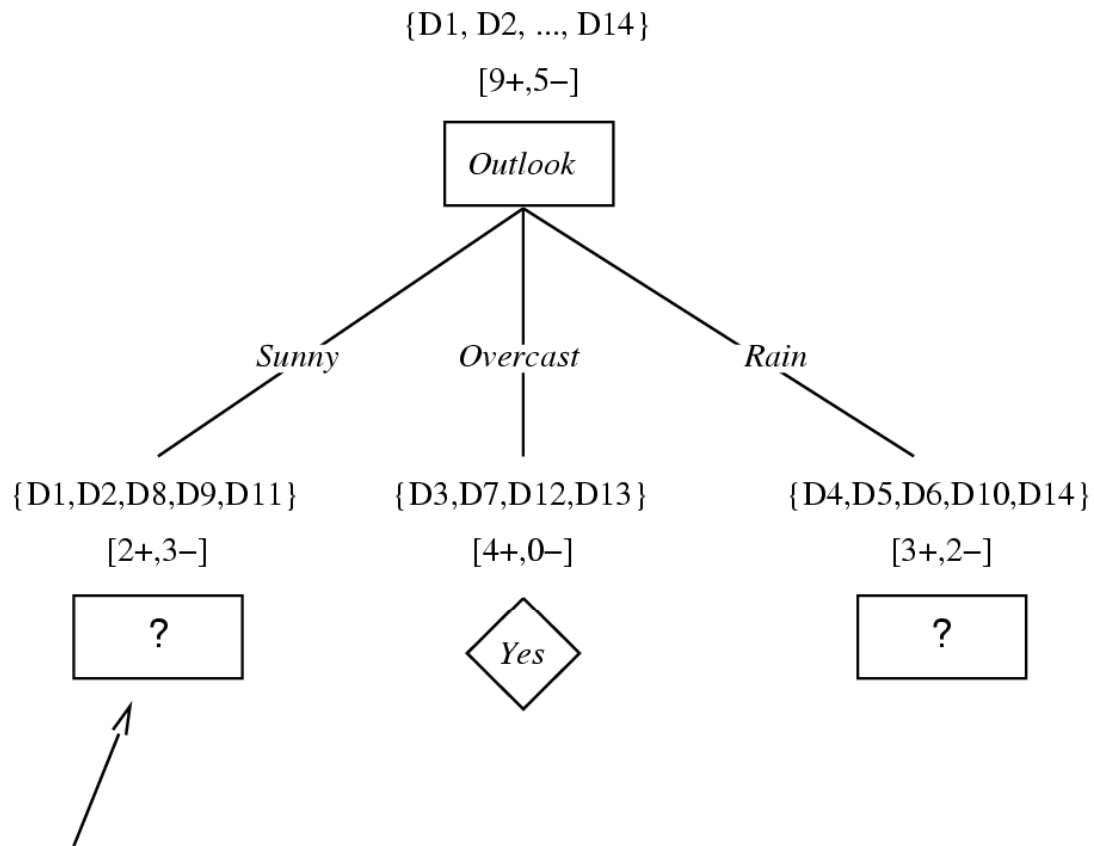 {D1, D2, ..., D14}
[9+,5−]
Outlook
Sunny Overcast Rain
{D1,D2,D8,D9,D11} {D3,D7,D12,D13} {D4,D5,D6,D10,D14}
[2+,3−] [4+,0−] [3+,2−]
? Yes ?